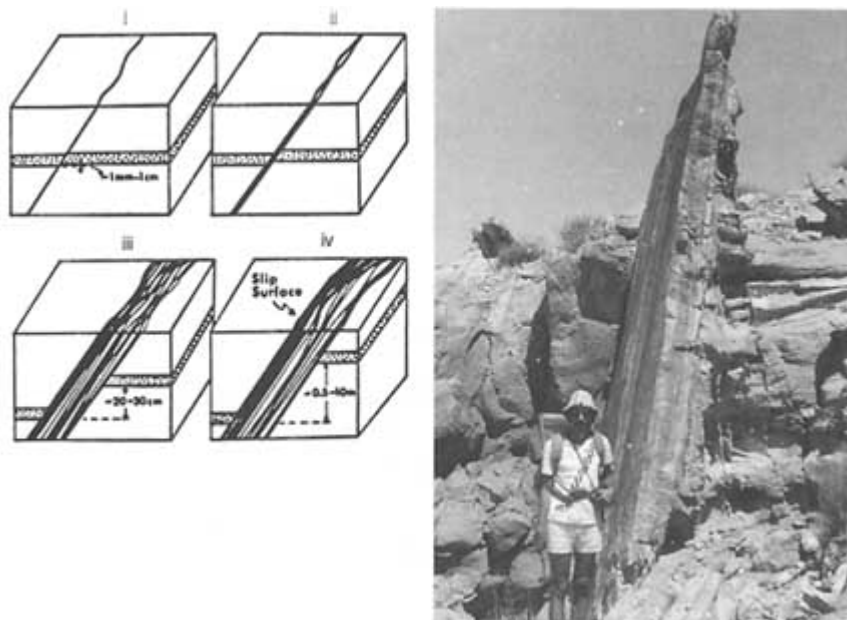 i
ii
~1mm-1cm
iii
iv
Slip
Surface
~20-30cm
~0.5-10m